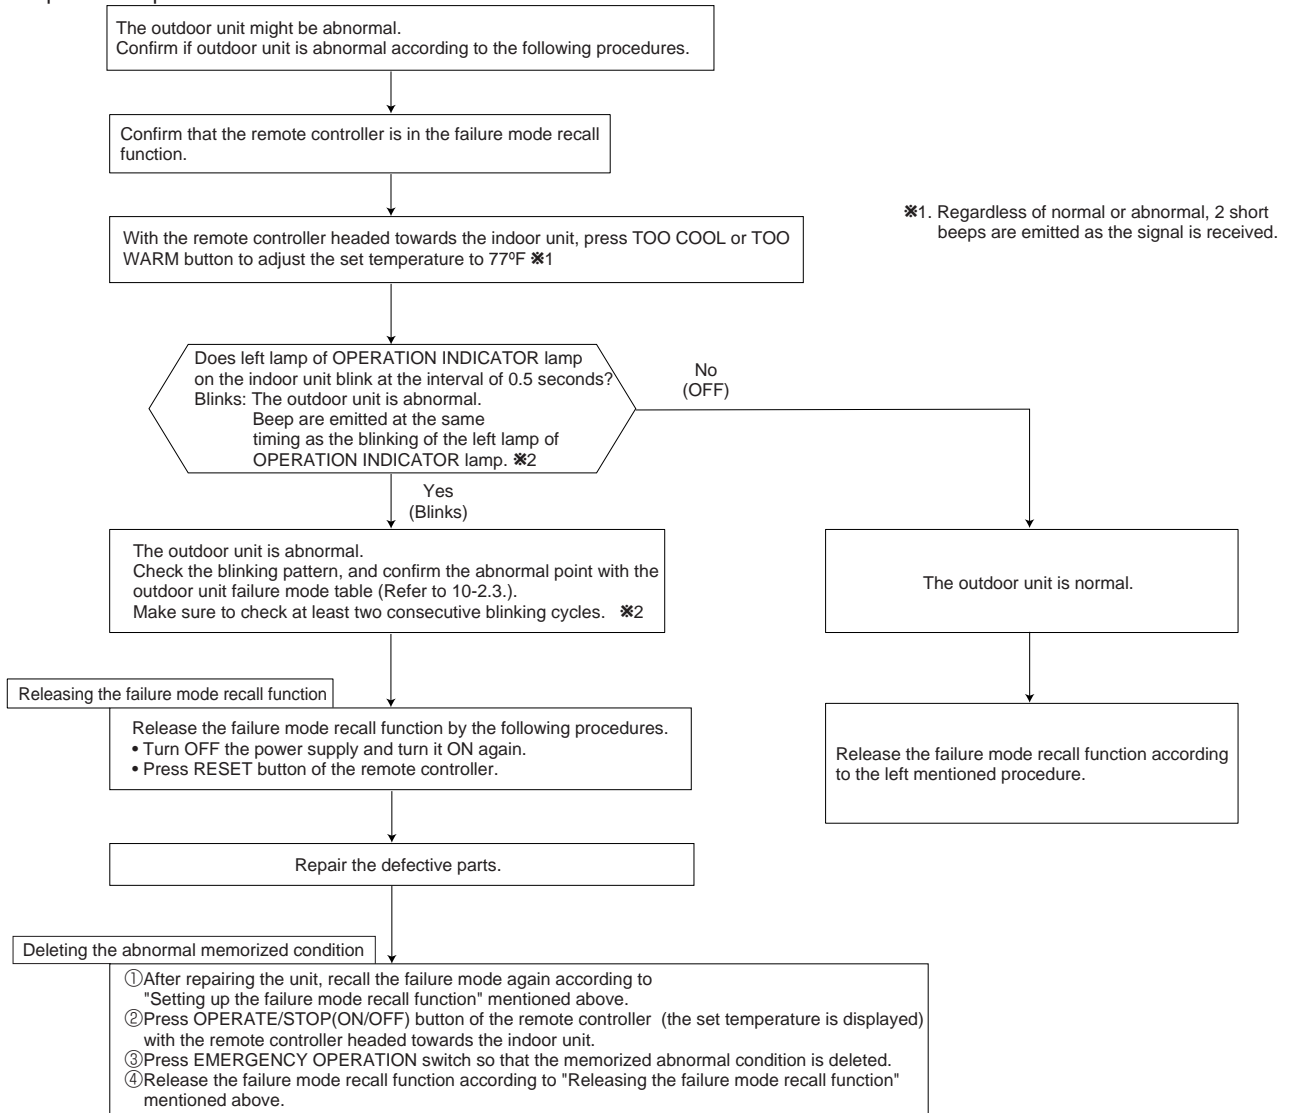 The outdoor unit might be abnormal.
Confirm if outdoor unit is abnormal according to the following procedures.
Confirm that the remote controller is in the failure mode recall
function.
With the remote controller headed towards the indoor unit, press TOO COOL or TOO
WARM button to adjust the set temperature to 77ºF ※1
※1. Regardless of normal or abnormal, 2 short
beeps are emitted as the signal is received.
Does left lamp of OPERATION INDICATOR lamp
on the indoor unit blink at the interval of 0.5 seconds?
Blinks: The outdoor unit is abnormal.
Beep are emitted at the same
timing as the blinking of the left lamp of
OPERATION INDICATOR lamp. ※2
No
(OFF)
Yes
(Blinks)
The outdoor unit is abnormal.
Check the blinking pattern, and confirm the abnormal point with the
outdoor unit failure mode table (Refer to 10-2.3.).
Make sure to check at least two consecutive blinking cycles. ※2
The outdoor unit is normal.
Releasing the failure mode recall function
Release the failure mode recall function by the following procedures.
• Turn OFF the power supply and turn it ON again.
• Press RESET button of the remote controller.
Release the failure mode recall function according
to the left mentioned procedure.
Repair the defective parts.
Deleting the abnormal memorized condition
①After repairing the unit, recall the failure mode again according to
"Setting up the failure mode recall function" mentioned above.
②Press OPERATE/STOP(ON/OFF) button of the remote controller (the set temperature is displayed)
with the remote controller headed towards the indoor unit.
③Press EMERGENCY OPERATION switch so that the memorized abnormal condition is deleted.
④Release the failure mode recall function according to "Releasing the failure mode recall function"
mentioned above.